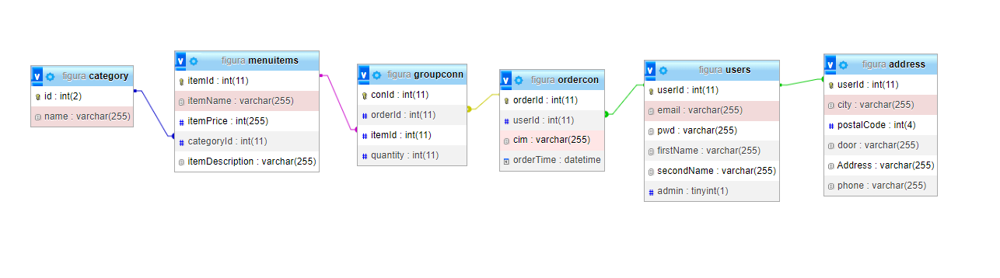 figura category
id : int(2)
name : varchar(255)
figura menuitems
itemId : int(11)
itemName : varchar(255)
itemPrice : int(255)
categoryId : int(11)
itemDescription : varchar(255)
figura groupconn
conId : int(11)
orderId : int(11)
itemId : int(11)
quantity : int(11)
figura ordercon
orderId : int(11)
userId : int(11)
cim : varchar(255)
orderTime : datetime
figura users
userId : int(11)
email : varchar(255)
pwd : varchar(255)
firstName : varchar(255)
secondName : varchar(255)
admin : tinyint(1)
figura address
userId : int(11)
city : varchar(255)
postalCode : int(4)
door : varchar(255)
Address : varchar(255)
phone : varchar(255)